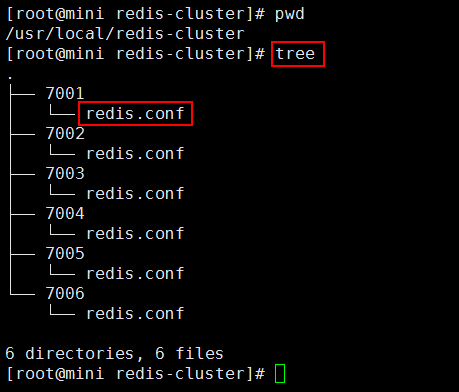 [root@mini redis-cluster]# pwd
/usr/local/redis-cluster
[root@mini redis-cluster]# tree
.
├── 7001
│   └── redis.conf
├── 7002
│   └── redis.conf
├── 7003
│   └── redis.conf
├── 7004
│   └── redis.conf
├── 7005
│   └── redis.conf
└── 7006
    └── redis.conf

6 directories, 6 files
[root@mini redis-cluster]#